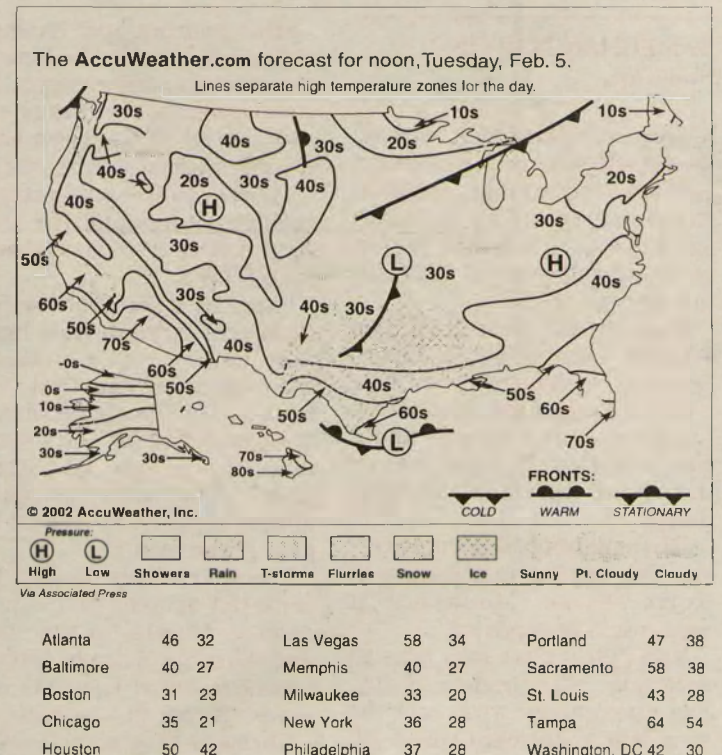 The AccuWeather.com forecast for noon, Tuesday, Feb. 5.
Lines separate high temperature zones for the day.
30s
10s
10s
40s
30s
20s
40s
20s
30s
40s
20s
H
40s
30s
30s
50s
L
30s
H
40s
60s
30s
40s
30s
50s
70s
40s
-0s
60s
0s
50s
40s
50s
10s
50s
60s
60s
20s
L
70s
30s
30s
70s
80s
FRONTS:
© 2002 AccuWeather, Inc.
COLD WARM STATIONARY
Pressure:
H L
High Low Showers Rain T-storms Flurries Snow Ice Sunny Pt. Cloudy Cloudy
Via Associated Press
Atlanta 46 32 Las Vegas 58 34 Portland 47 38
Baltimore 40 27 Memphis 40 27 Sacramento 58 38
Boston 31 23 Milwaukee 33 20 St. Louis 43 28
Chicago 35 21 New York 36 28 Tampa 64 54
Houston 50 42 Philadelphia 37 28 Washington, DC 42 30